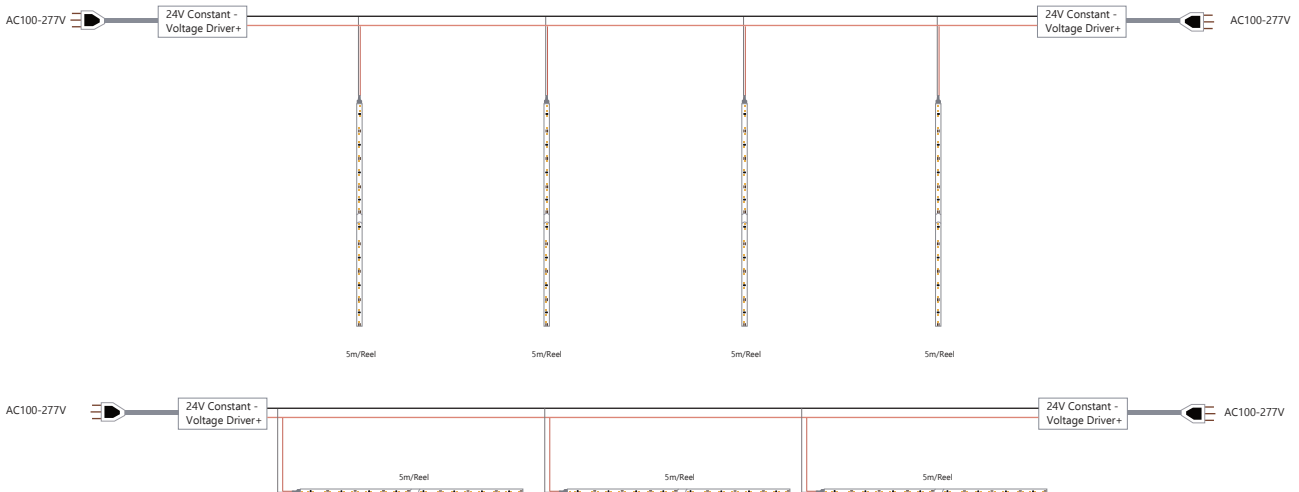 AC100-277V
24V Constant -
Voltage Driver+
24V Constant -
Voltage Driver+
AC100-277V
5m/Reel
5m/Reel
5m/Reel
5m/Reel
AC100-277V
24V Constant -
Voltage Driver+
24V Constant -
Voltage Driver+
AC100-277V
5m/Reel
5m/Reel
5m/Reel